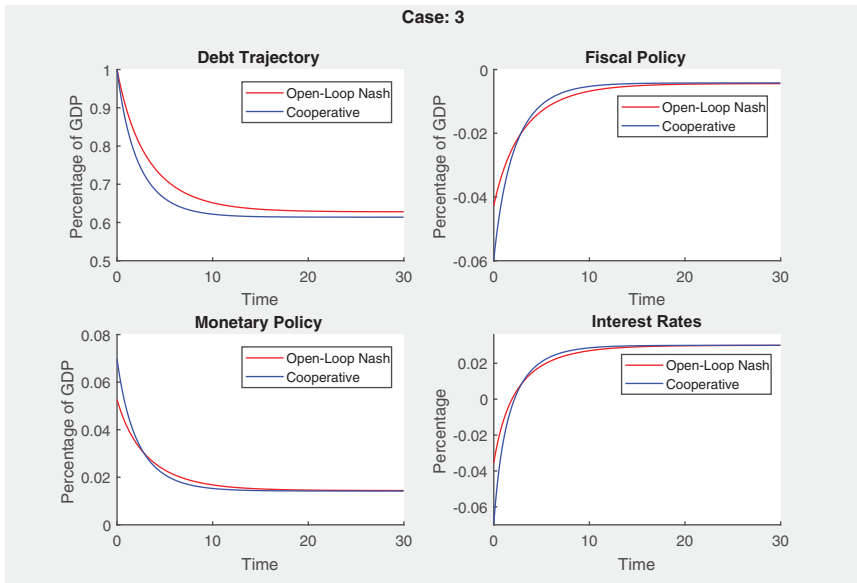 Case: 3
Debt Trajectory
Percentage of GDP
1
0.9
0.8
0.7
0.6
0.5
0
10
20
30
Time
Open-Loop Nash
Cooperative
Fiscal Policy
Percentage of GDP
0
-0.02
-0.04
-0.06
0
10
20
30
Time
Open-Loop Nash
Cooperative
Monetary Policy
Percentage of GDP
0.08
0.06
0.04
0.02
0
0
10
20
30
Time
Open-Loop Nash
Cooperative
Interest Rates
Percentage
0.02
0
-0.02
-0.04
-0.06
0
10
20
30
Time
Open-Loop Nash
Cooperative